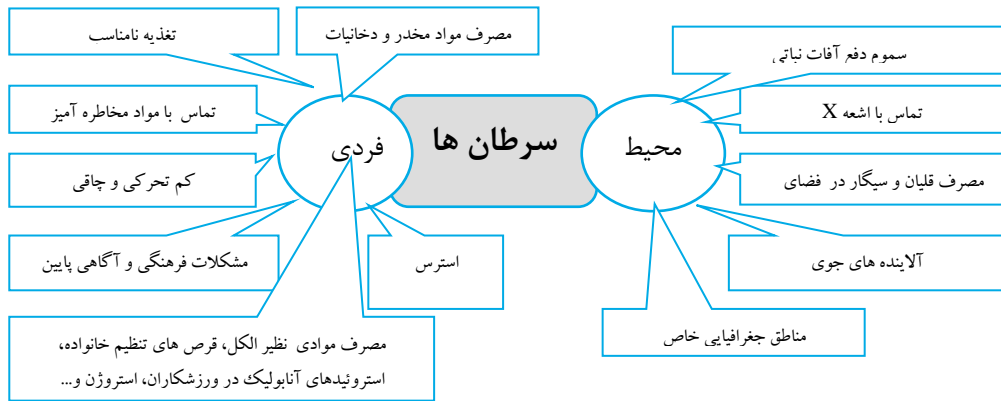 سرطان ها
محیط
سموم دفع آفات نباتی
تماس با اشعه X
مصرف قلیان و سیگار در فضای
آلاینده های جوی
مناطق جغرافیایی خاص
فردی
مصرف مواد مخدر و دخانیات
تغذیه نامناسب
تماس با مواد مخاطره آمیز
کم تحرکی و چاقی
مشکلات فرهنگی و آگاهی پایین
استرس
مصرف موادی نظیر الکل، قرص های تنظیم خانواده،
استروئیدهای آنابولیک در ورزشکاران، استروژن و...